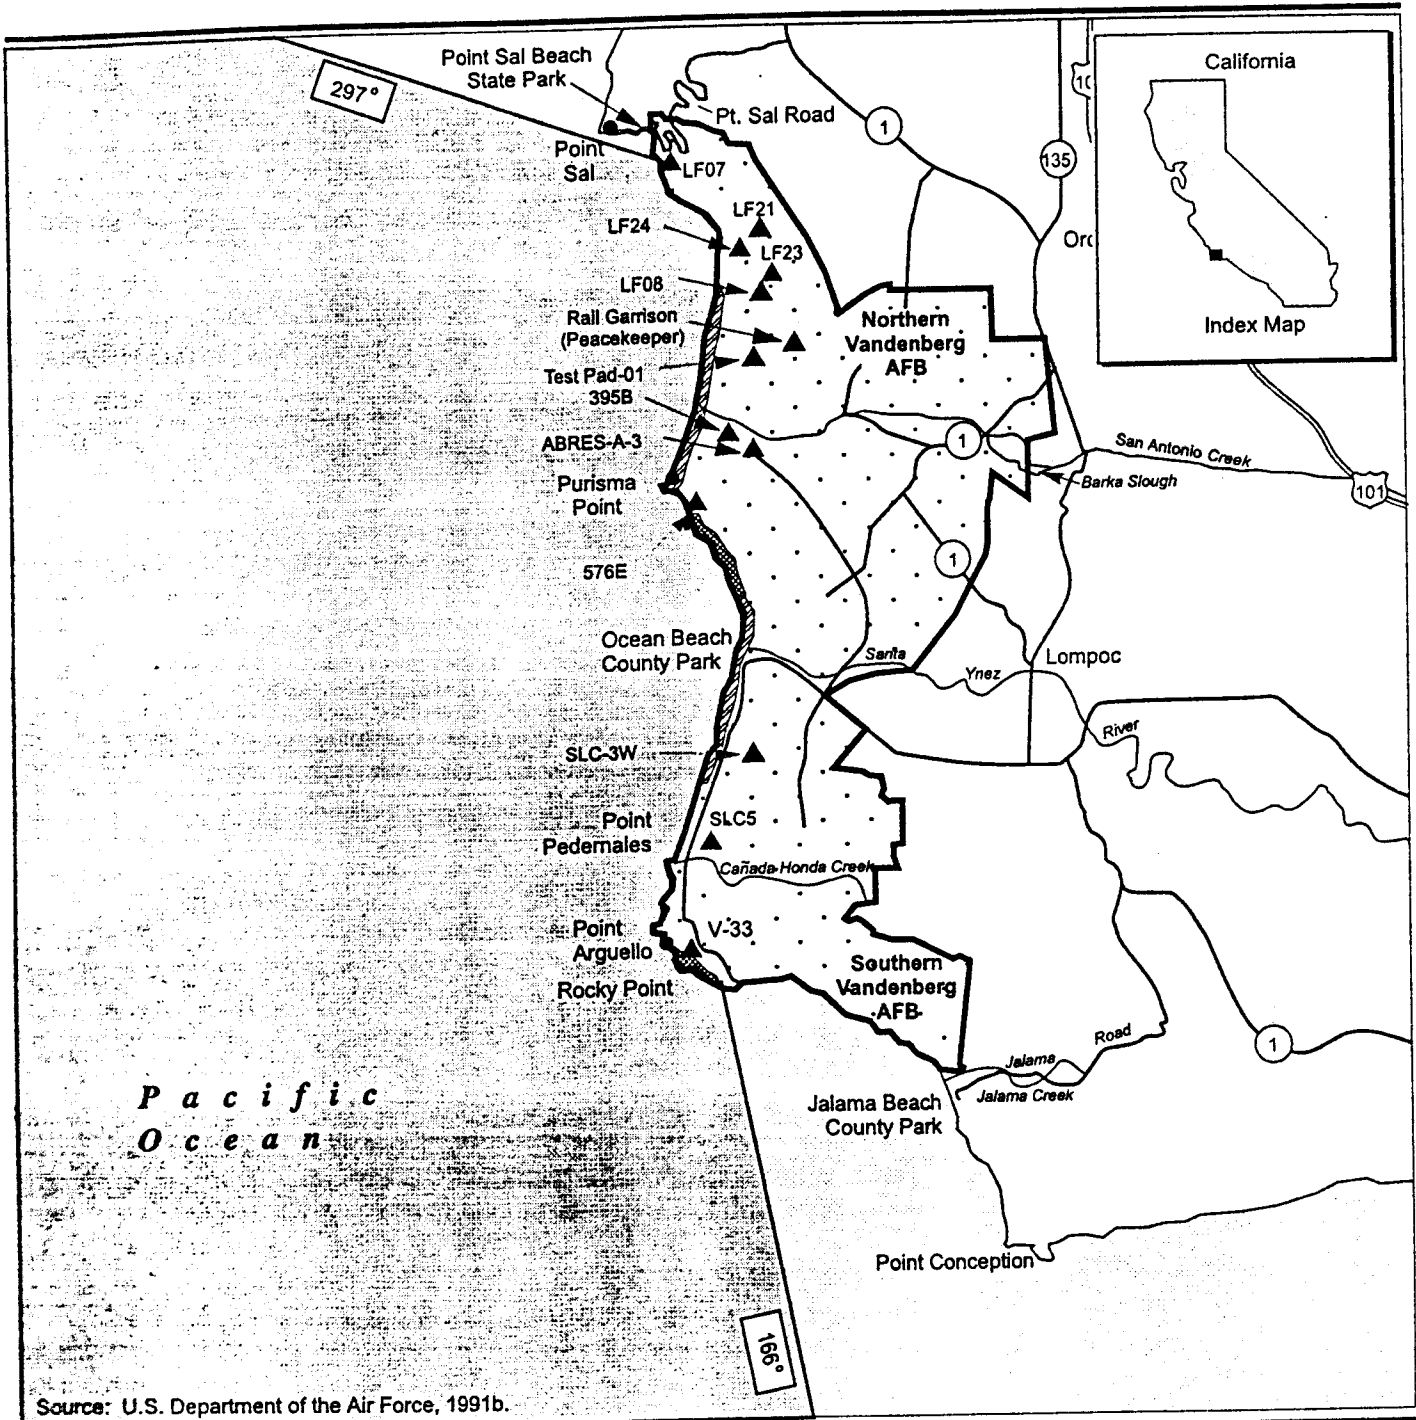 Point Sal Beach
State Park
California
297°
10
Pt. Sal Road
1
135
Point
Sal
LF07
LF21
LF24
Orc
LF23
LF08
Rail Garrison
(Peacekeeper)
Northern
Vandenberg
AFB
Index Map
Test Pad-01
395B
ABRES-A-3
1
San Antonio Creek
Barka Slough
101
Purisma
Point
1
576E
Ocean Beach
County Park
Santa
Ynez
Lompoc
River
SLC-3W
Point
Pedernales
SLC5
Cañada Honda Creek
Point
Arguello
V-33
Rocky Point
Southern
Vandenberg
AFB
Road
1
Jalama
Jalama Creek
Pacific
Ocean
Jalama Beach
County Park
Point Conception
166°
Source: U.S. Department of the Air Force, 1991b.